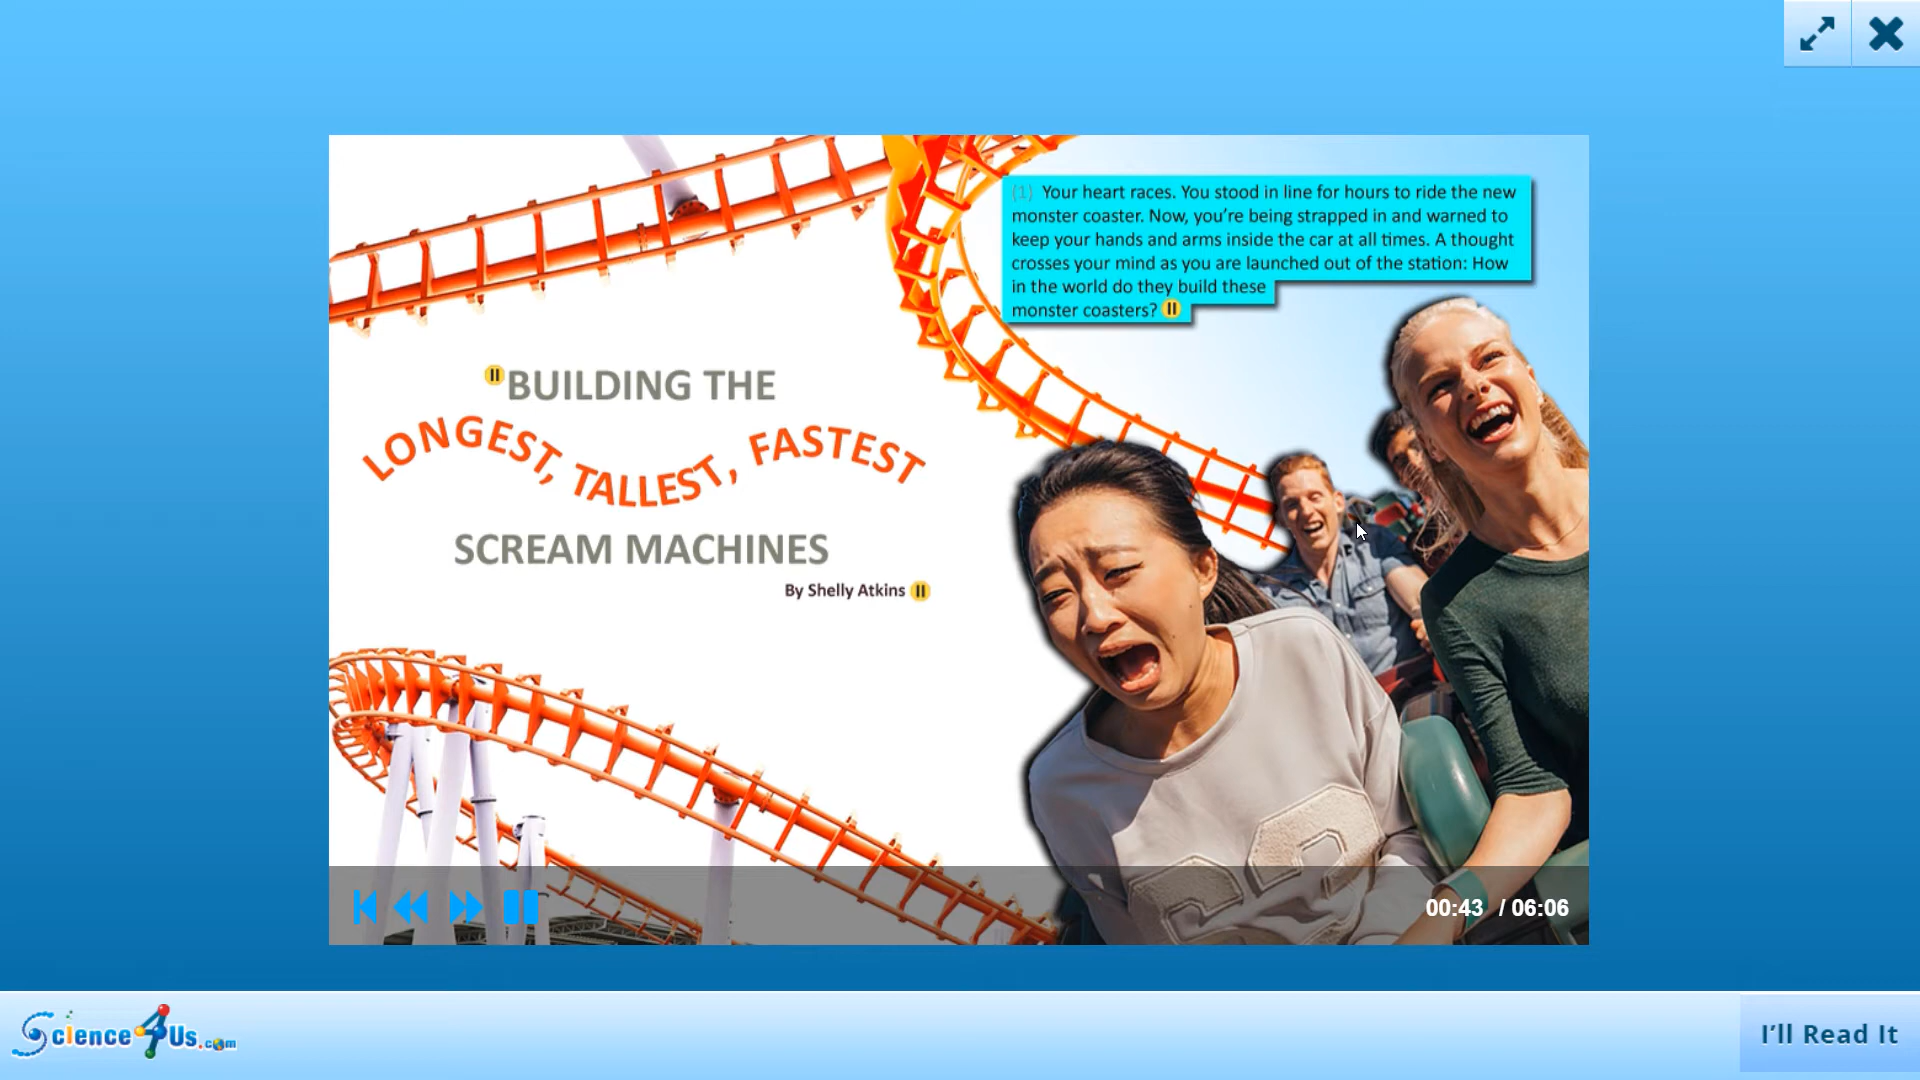 (1) Your heart races. You stood in line for hours to ride the new
monster coaster. Now, you're being strapped in and warned to
keep your hands and arms inside the car at all times. A thought
crosses your mind as you are launched out of the station: How
in the world do they build these
monster coasters?
BUILDING THE
LONGEST, TALLEST, FASTEST
SCREAM MACHINES
By Shelly Atkins
00:43 / 06:06
Science4Us.com
I'll Read It